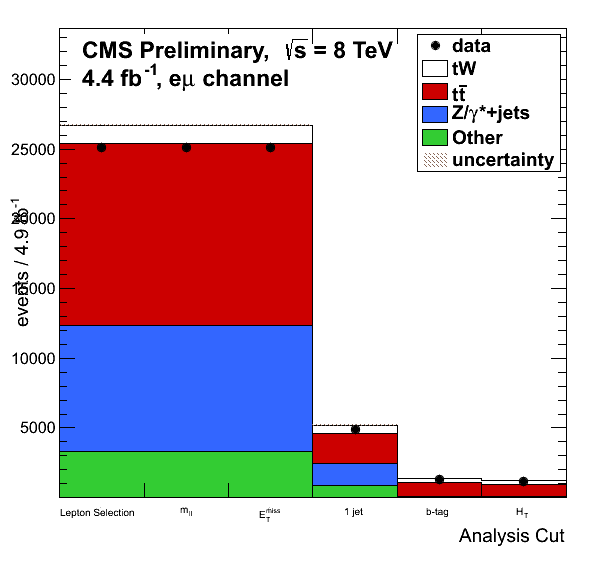 CMS Preliminary, √s = 8 TeV
4.4 fb⁻¹, eμ channel
data
tW
tt̄
Z/γ*+jets
Other
uncertainty
30000
25000
20000
15000
10000
5000
events / 4.9 fb⁻¹
Lepton Selection
m_ll
E_T^miss
1 jet
b-tag
H_T
Analysis Cut